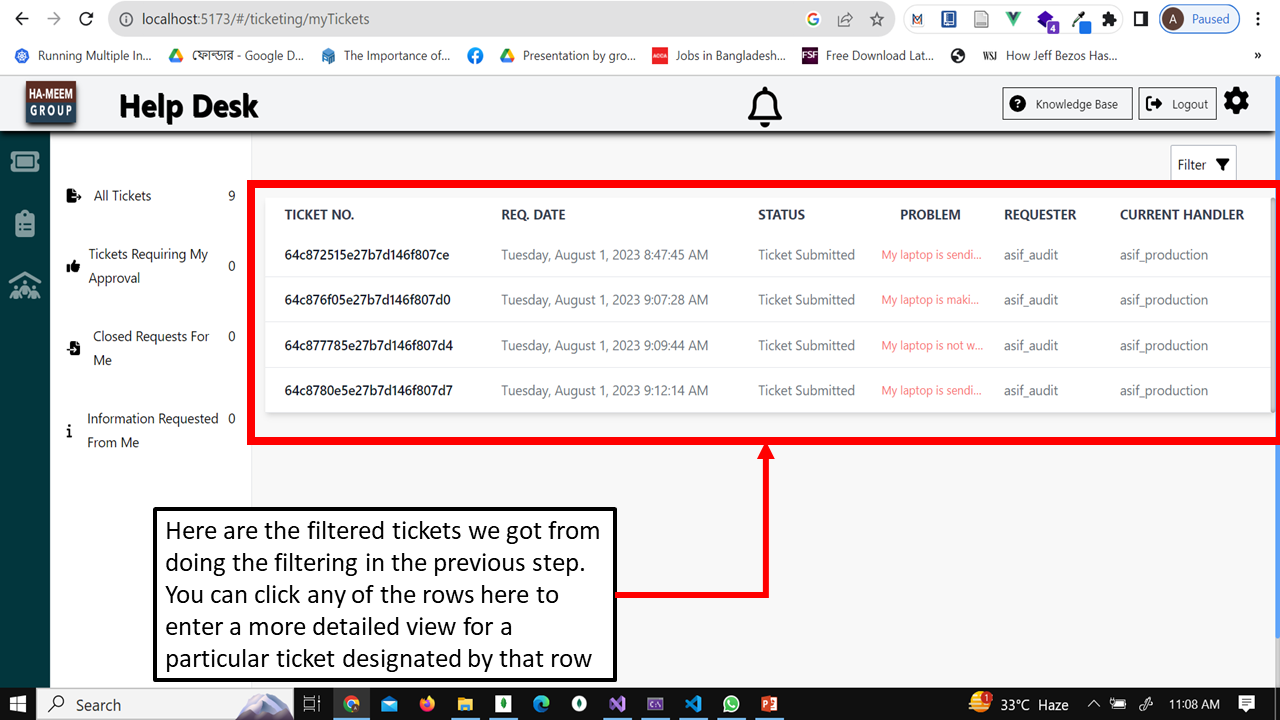 localhost:5173/#/ticketing/myTickets
A Paused
4
Running Multiple In...
ফোল্ডার - Google D...
The Importance of...
Presentation by gro...
ACCA
Jobs in Bangladesh...
FSF
Free Download Lat...
WSJ
How Jeff Bezos Has...
»
HA-MEEM
GROUP
Help Desk
? Knowledge Base
Logout
Filter
All Tickets 9
Tickets Requiring My
Approval
0
Closed Requests For
Me
0
Information Requested
From Me
0
TICKET NO. REQ. DATE STATUS PROBLEM REQUESTER CURRENT HANDLER
64c872515e27b7d146f807ce Tuesday, August 1, 2023 8:47:45 AM Ticket Submitted My laptop is sendi... asif_audit asif_production
64c876f05e27b7d146f807d0 Tuesday, August 1, 2023 9:07:28 AM Ticket Submitted My laptop is maki... asif_audit asif_production
64c877785e27b7d146f807d4 Tuesday, August 1, 2023 9:09:44 AM Ticket Submitted My laptop is not w... asif_audit asif_production
64c8780e5e27b7d146f807d7 Tuesday, August 1, 2023 9:12:14 AM Ticket Submitted My laptop is sendi... asif_audit asif_production
Here are the filtered tickets we got from
doing the filtering in the previous step.
You can click any of the rows here to
enter a more detailed view for a
particular ticket designated by that row
Search
1
33°C Haze
11:08 AM